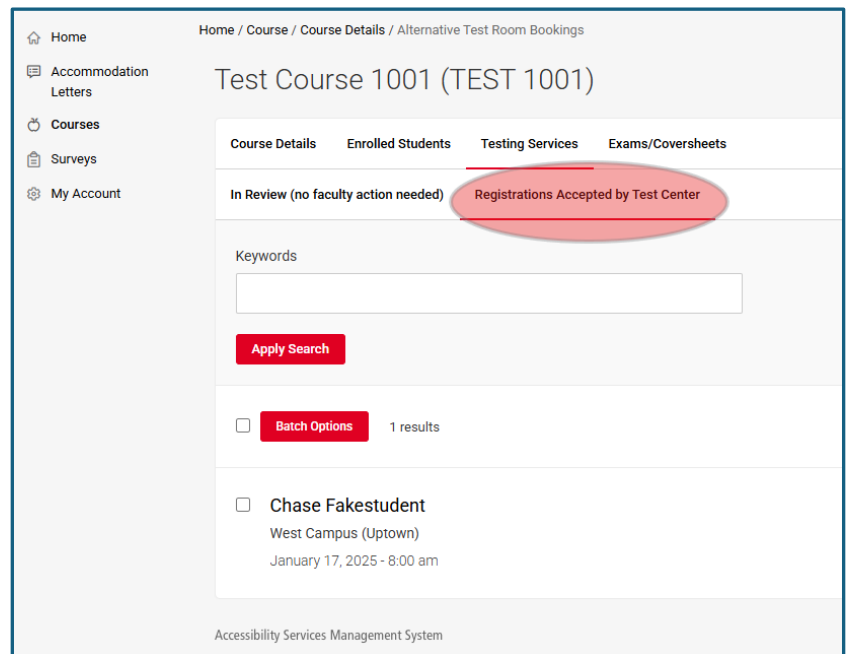 Home
Accommodation
Letters
Courses
Surveys
My Account
Home / Course / Course Details / Alternative Test Room Bookings
Test Course 1001 (TEST 1001)
Course Details Enrolled Students Testing Services Exams/Coversheets
In Review (no faculty action needed) Registrations Accepted by Test Center
Keywords
Apply Search
Batch Options 1 results
Chase Fakestudent
West Campus (Uptown)
January 17, 2025 - 8:00 am
Accessibility Services Management System